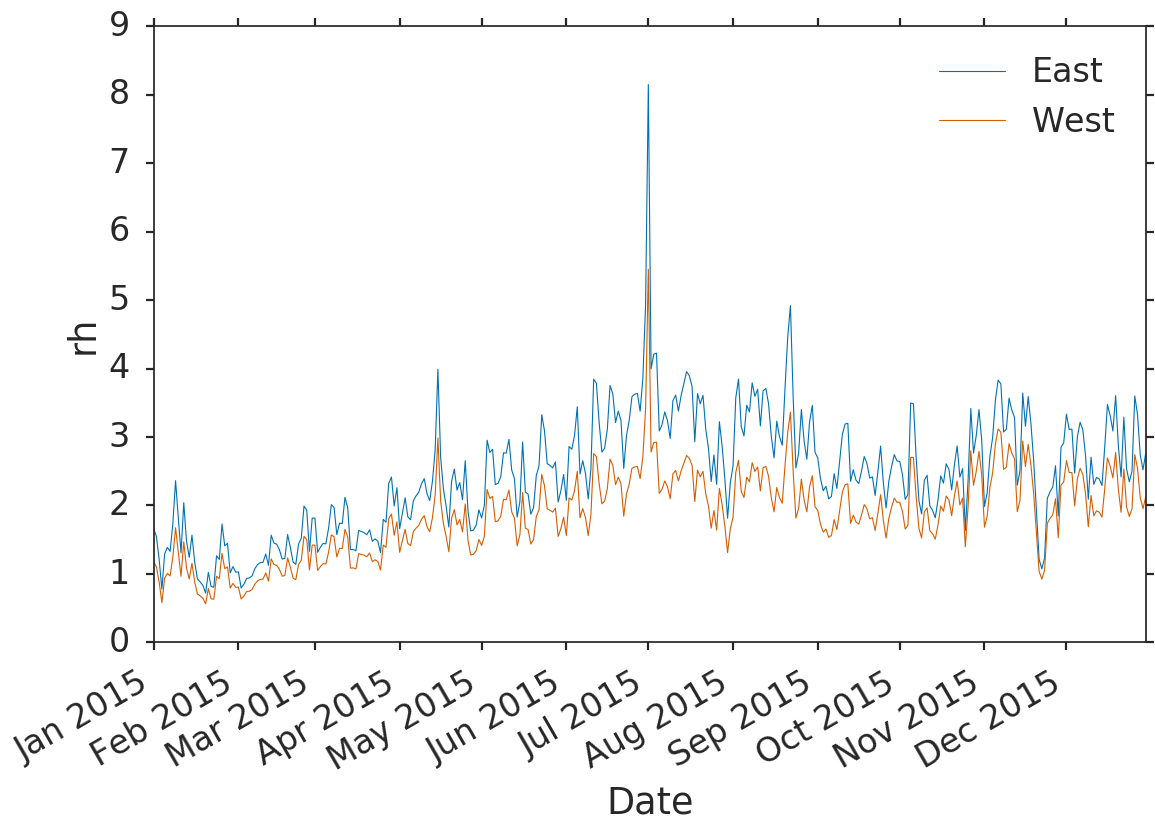 9
8
7
6
5
4
3
2
1
0
rh
East
West
Jan 2015
Feb 2015
Mar 2015
Apr 2015
May 2015
Jun 2015
Jul 2015
Aug 2015
Sep 2015
Oct 2015
Nov 2015
Dec 2015
Date